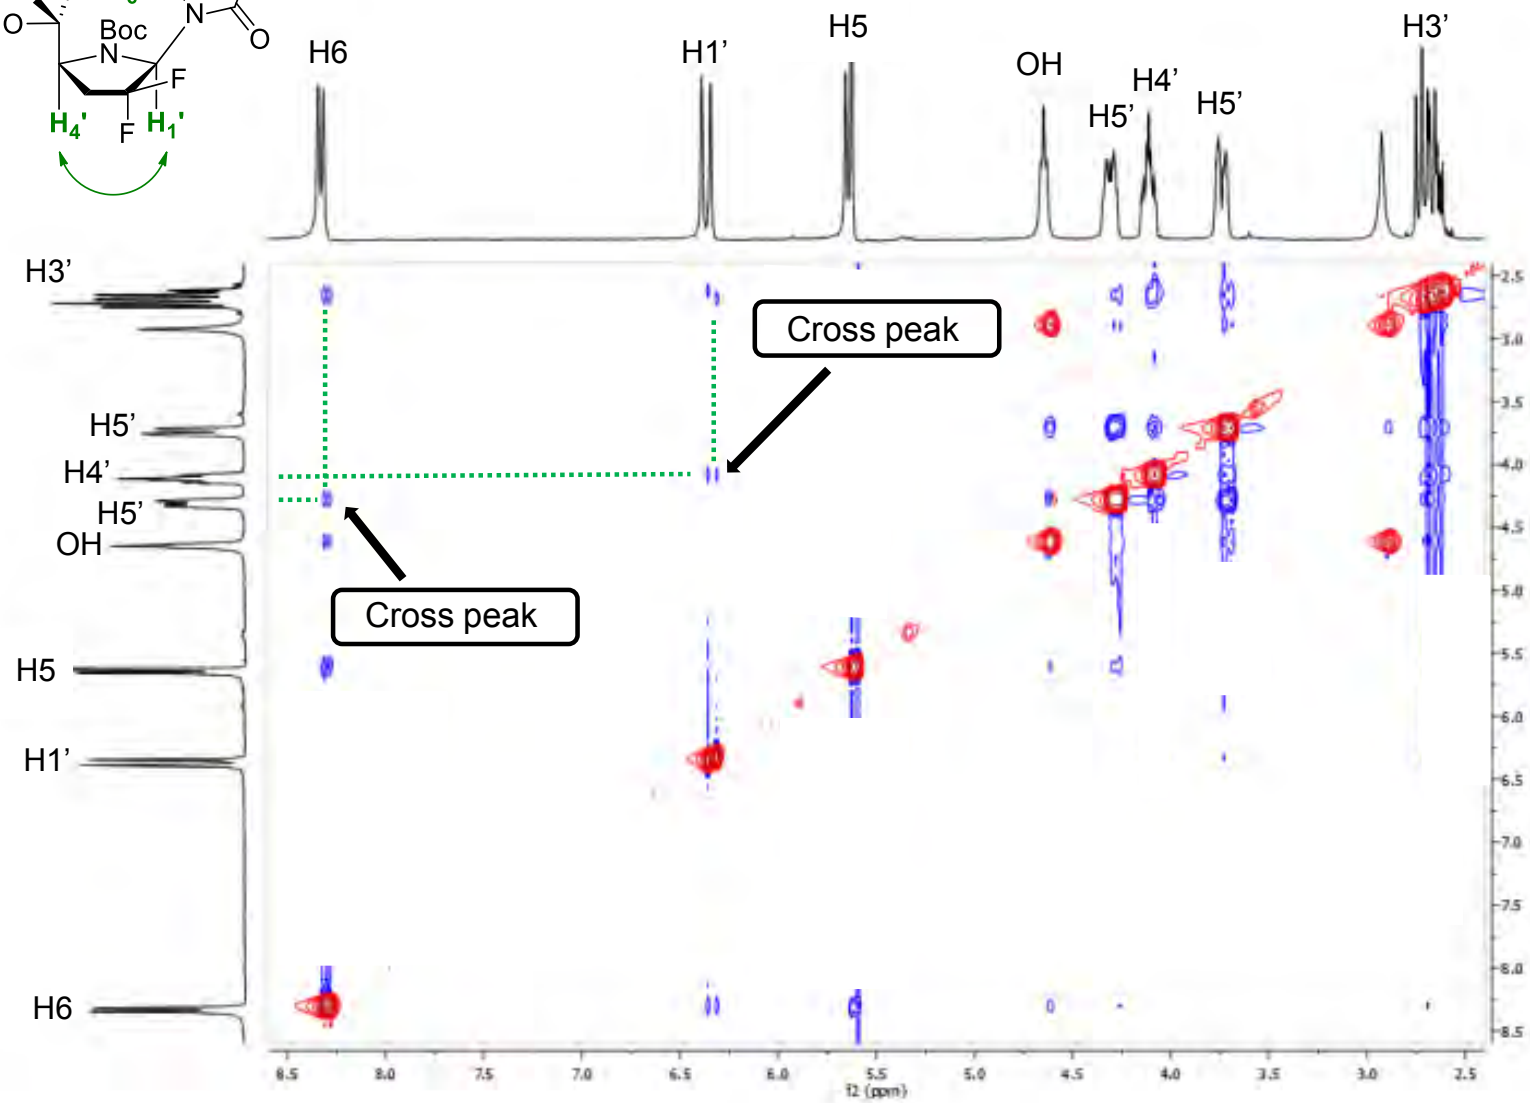 O
N
O
Boc
N
F
F
H4'
H1'
H6
H1'
H5
OH
H5'
H4'
H5'
H3'
H3'
H5'
H4'
H5'
OH
H5
H1'
H6
Cross peak
Cross peak
2.5
3.0
3.5
4.0
4.5
5.0
5.5
6.0
6.5
7.0
7.5
8.0
8.5
8.5 8.0 7.5 7.0 6.5 6.0 5.5 5.0 4.5 4.0 3.5 3.0 2.5
f2 (ppm)